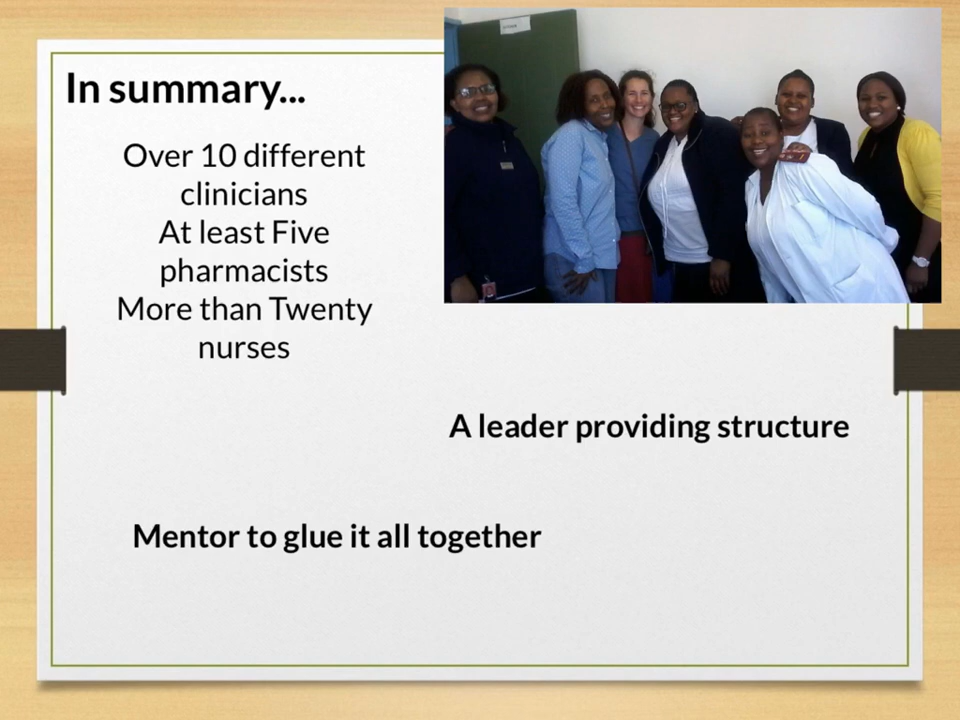 In summary...
Over 10 different
clinicians
At least Five
pharmacists
More than Twenty
nurses
A leader providing structure
Mentor to glue it all together